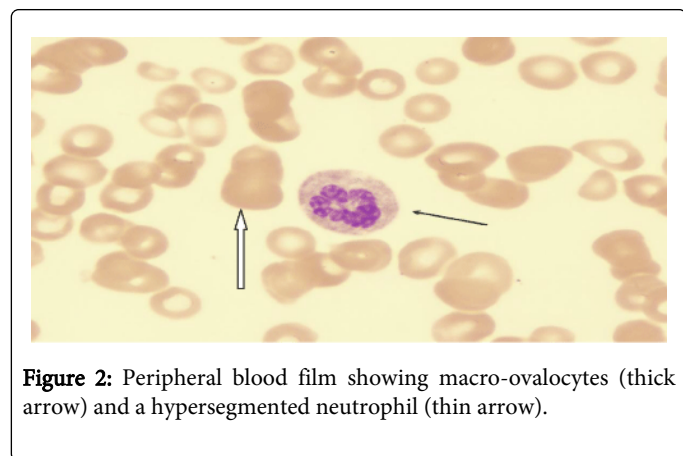 Figure 2: Peripheral blood film showing macro-ovalocytes (thick
arrow) and a hypersegmented neutrophil (thin arrow).